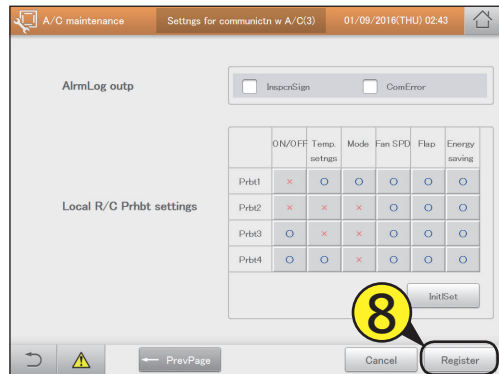 A/C maintenance Settngs for communictn w A/C(3) 01/09/2016(THU) 02:43
AlrmLog outp InspcnSign ComError
ON/OFF Temp. setngs Mode Fan SPD Flap Energy saving
Local R/C Prhbt settings
Prbt1 × O O O O O
Prbt2 × × × O O O
Prbt3 O × × O O O
Prbt4 O O × O O O
InitlSet
8
← PrevPage Cancel Register